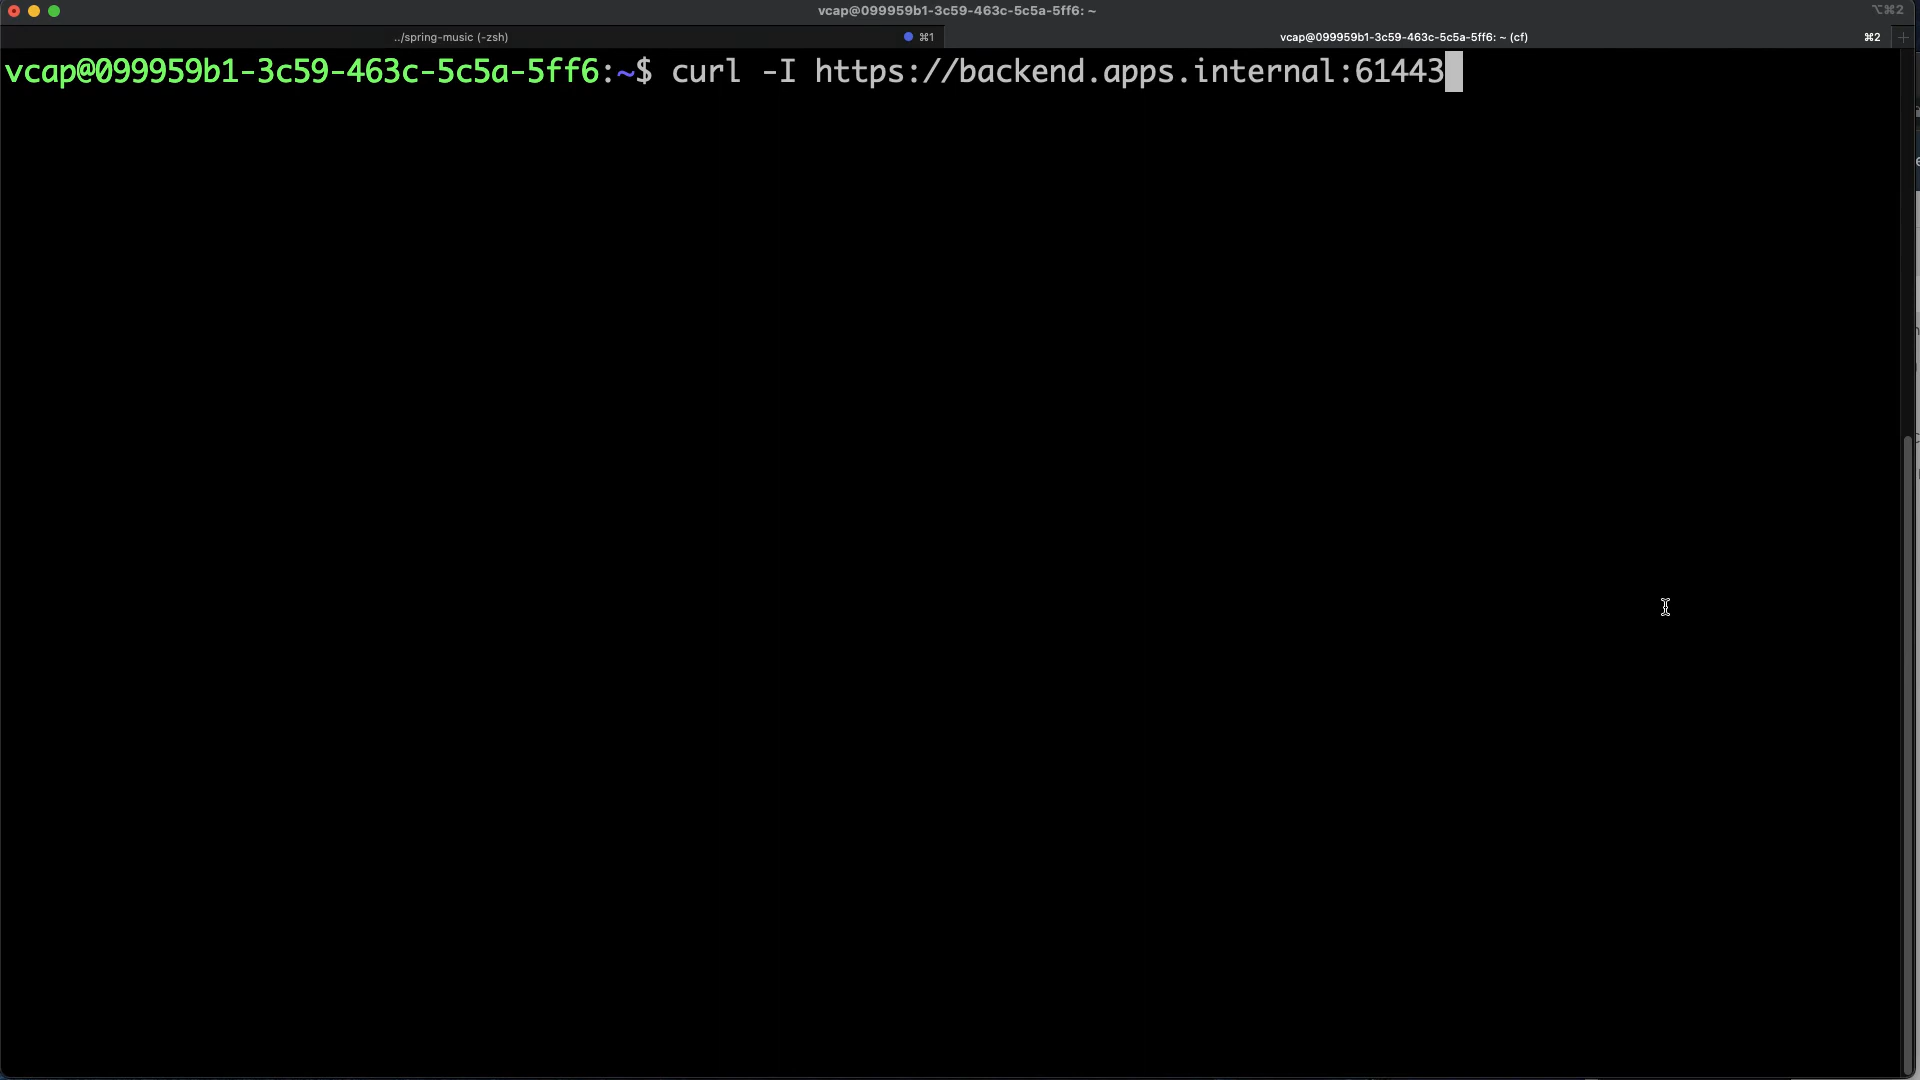 vcap@099959b1-3c59-463c-5c5a-5ff6: ~
⌥⌘2
../spring-music (-zsh)
⌘1
vcap@099959b1-3c59-463c-5c5a-5ff6: ~ (cf)
⌘2
vcap@099959b1-3c59-463c-5c5a-5ff6:~$ curl -I https://backend.apps.internal:61443